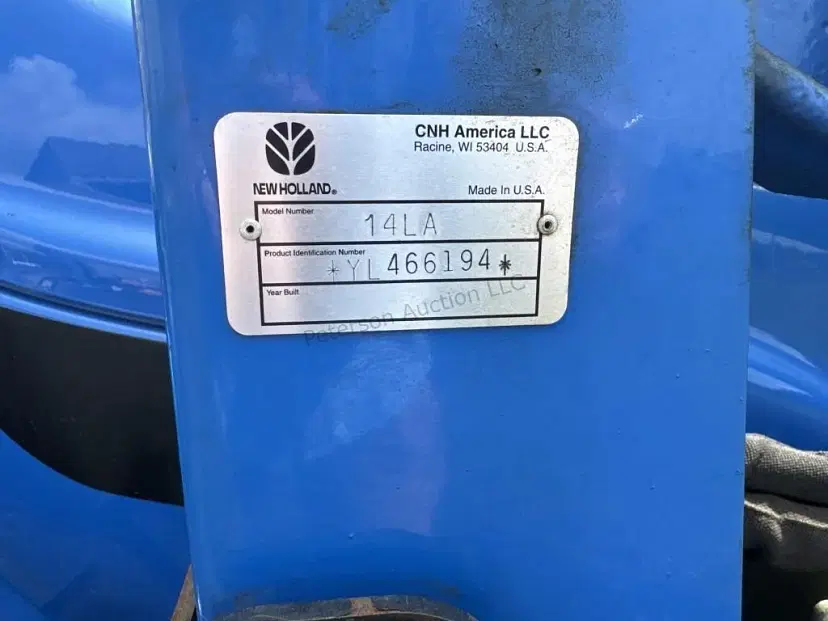 CNH America LLC
Racine, WI 53404 U.S.A.
NEW HOLLAND®
Made in U.S.A.
Model Number
14LA
Product Identification Number
*YL466194*
Year Built
Peterson Auction LLC